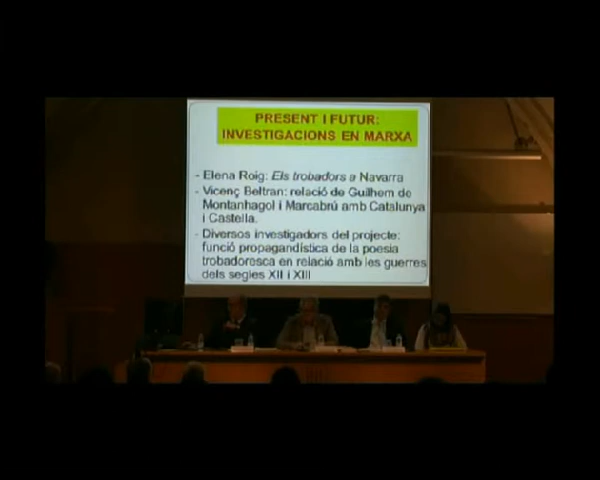 PRESENT I FUTUR:
INVESTIGACIONS EN MARXA
- Elena Roig: Els trobadors a Navarra
- Vicenç Beltran: relació de Guilhem de
Montanhagol i Marcabrú amb Catalunya
i Castella.
- Diversos investigadors del projecte:
funció propagandística de la poesia
trobadoresca en relació amb les guerres
dels segles XII i XIII